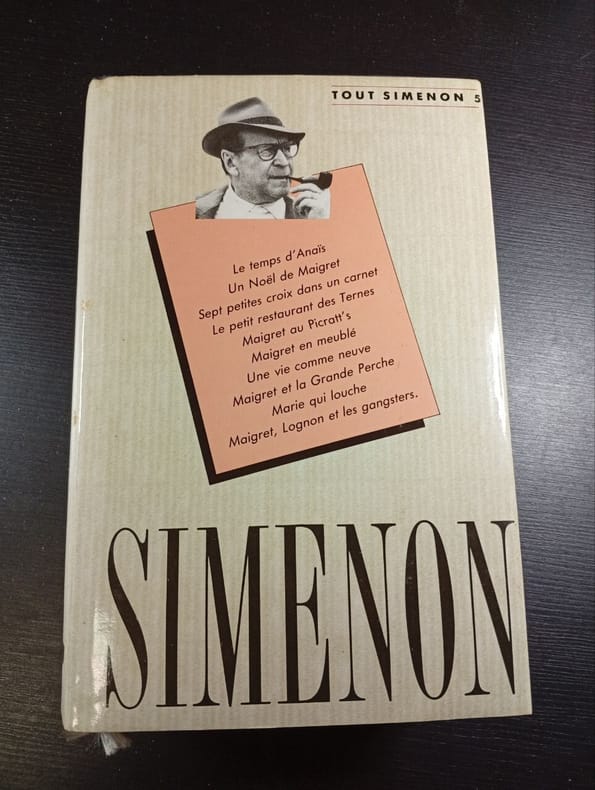 TOUT SIMENON 5
Le temps d'Anaïs
Un Noël de Maigret
Sept petites croix dans un carnet
Le petit restaurant des Ternes
Maigret au Picratt's
Maigret en meublé
Une vie comme neuve
Maigret et la Grande Perche
Marie qui louche
Maigret, Lognon et les gangsters.
SIMENON